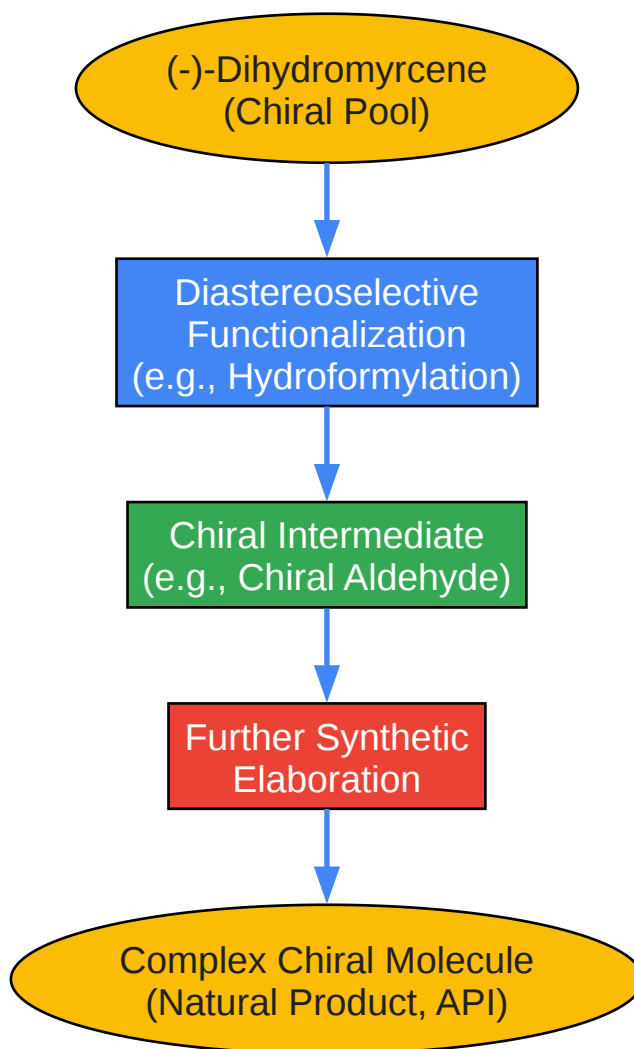 (-)-Dihydromyrcene
(Chiral Pool)
Diastereoselective
Functionalization
(e.g., Hydroformylation)
Chiral Intermediate
(e.g., Chiral Aldehyde)
Further Synthetic
Elaboration
Complex Chiral Molecule
(Natural Product, API)